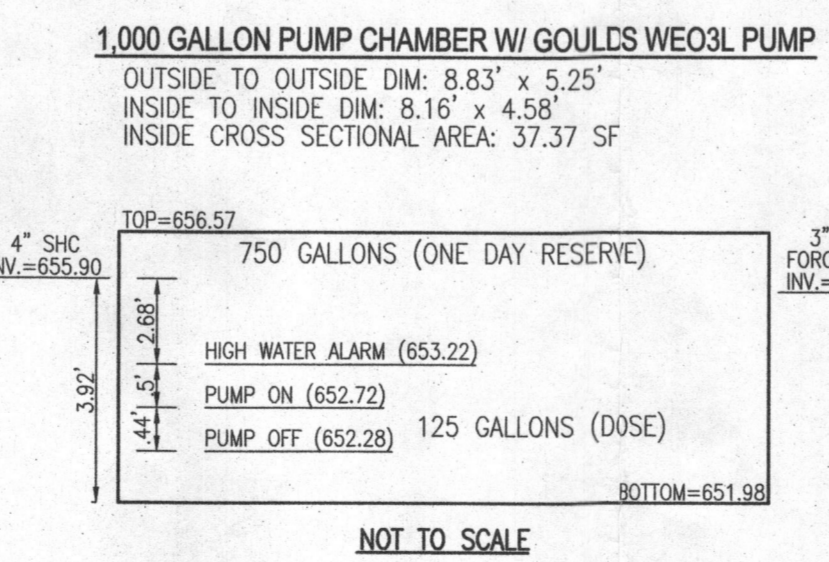 1,000 GALLON PUMP CHAMBER W/ GOULDS WE03L PUMP
OUTSIDE TO OUTSIDE DIM: 8.83' x 5.25'
INSIDE TO INSIDE DIM: 8.16' x 4.58'
INSIDE CROSS SECTIONAL AREA: 37.37 SF
TOP=656.57
4" SHC
NV.=655.90
750 GALLONS (ONE DAY RESERVE)
3"
FORC
INV.=
2.68'
HIGH WATER ALARM (653.22)
3.92'
.5'
PUMP ON (652.72)
.44'
PUMP OFF (652.28)
125 GALLONS (DOSE)
BOTTOM=651.98
NOT TO SCALE